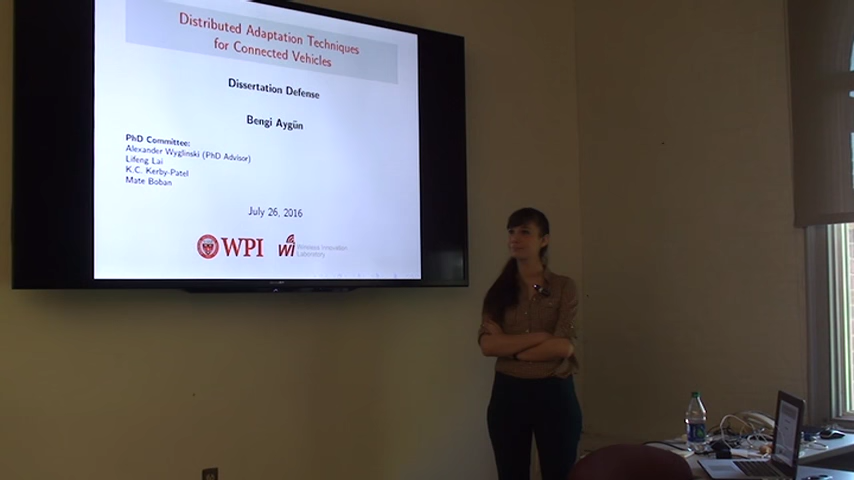 Distributed Adaptation Techniques
for Connected Vehicles
Dissertation Defense
Bengi Aygün
PhD Committee:
Alexander Wyglinski (PhD Advisor)
Lifeng Lai
K.C. Kerby-Patel
Mate Boban
July 26, 2016
WPI
Wi Wireless Innovation
Laboratory